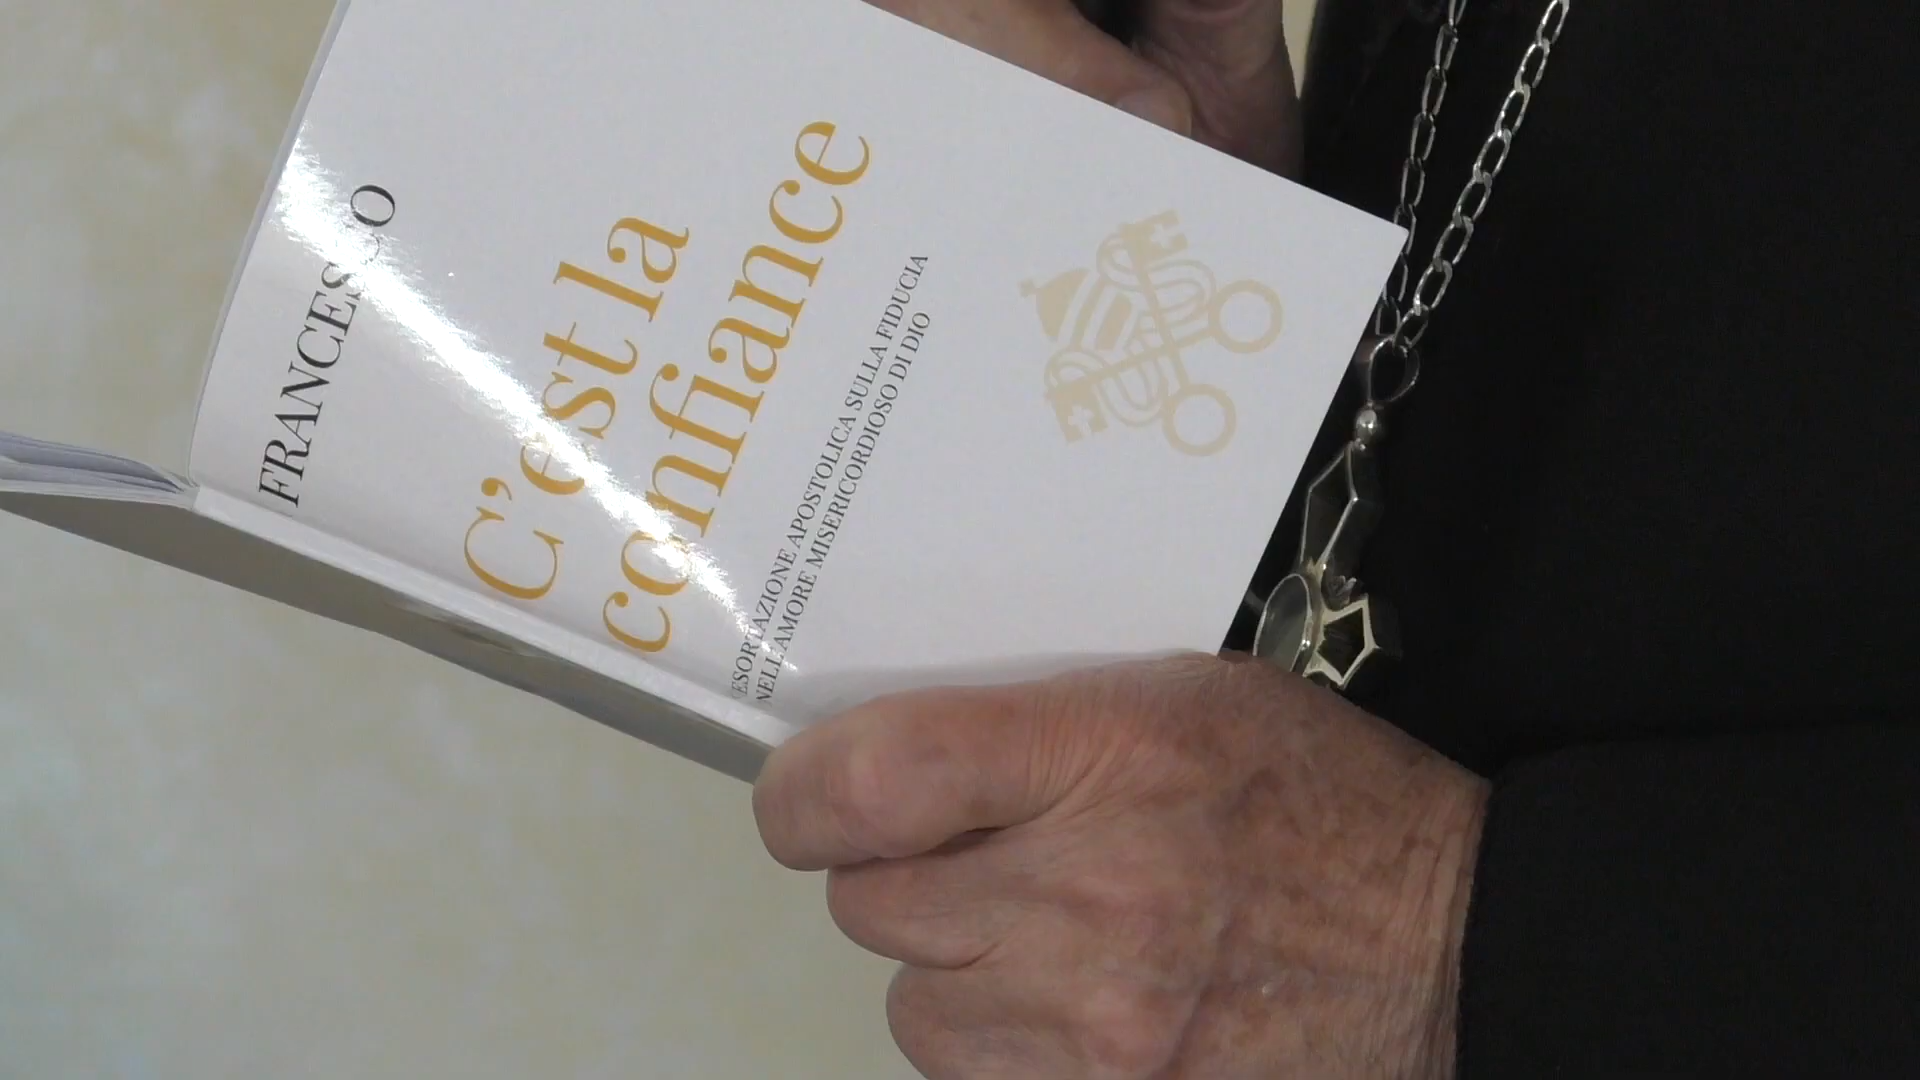 FRANCESCO
C'est la
confiance
ESORTAZIONE APOSTOLICA SULLA FIDUCIA
NELL'AMORE MISERICORDIOSO DI DIO